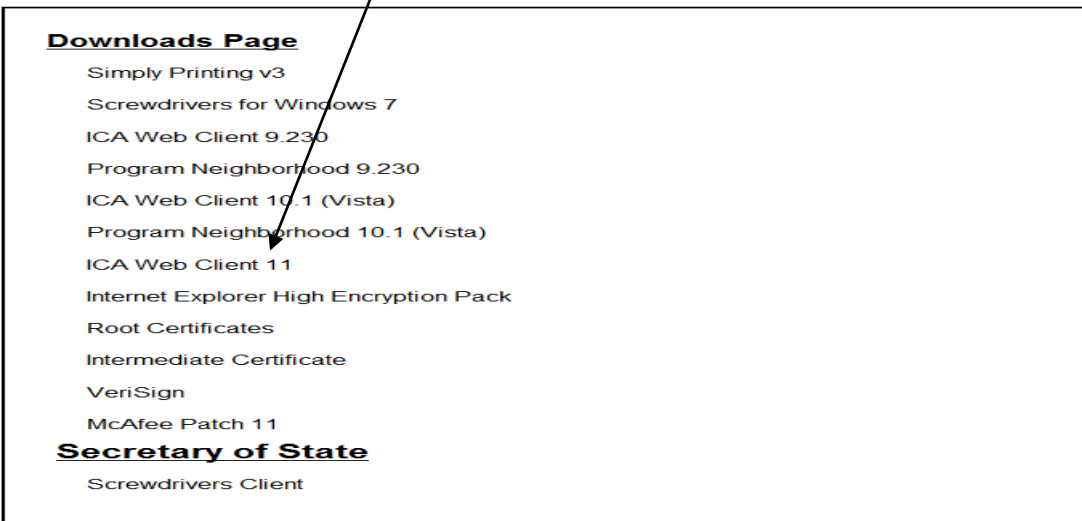 Downloads Page
Simply Printing v3
Screwdrivers for Windows 7
ICA Web Client 9.230
Program Neighborhood 9.230
ICA Web Client 10.1 (Vista)
Program Neighborhood 10.1 (Vista)
ICA Web Client 11
Internet Explorer High Encryption Pack
Root Certificates
Intermediate Certificate
VeriSign
McAfee Patch 11
Secretary of State
Screwdrivers Client